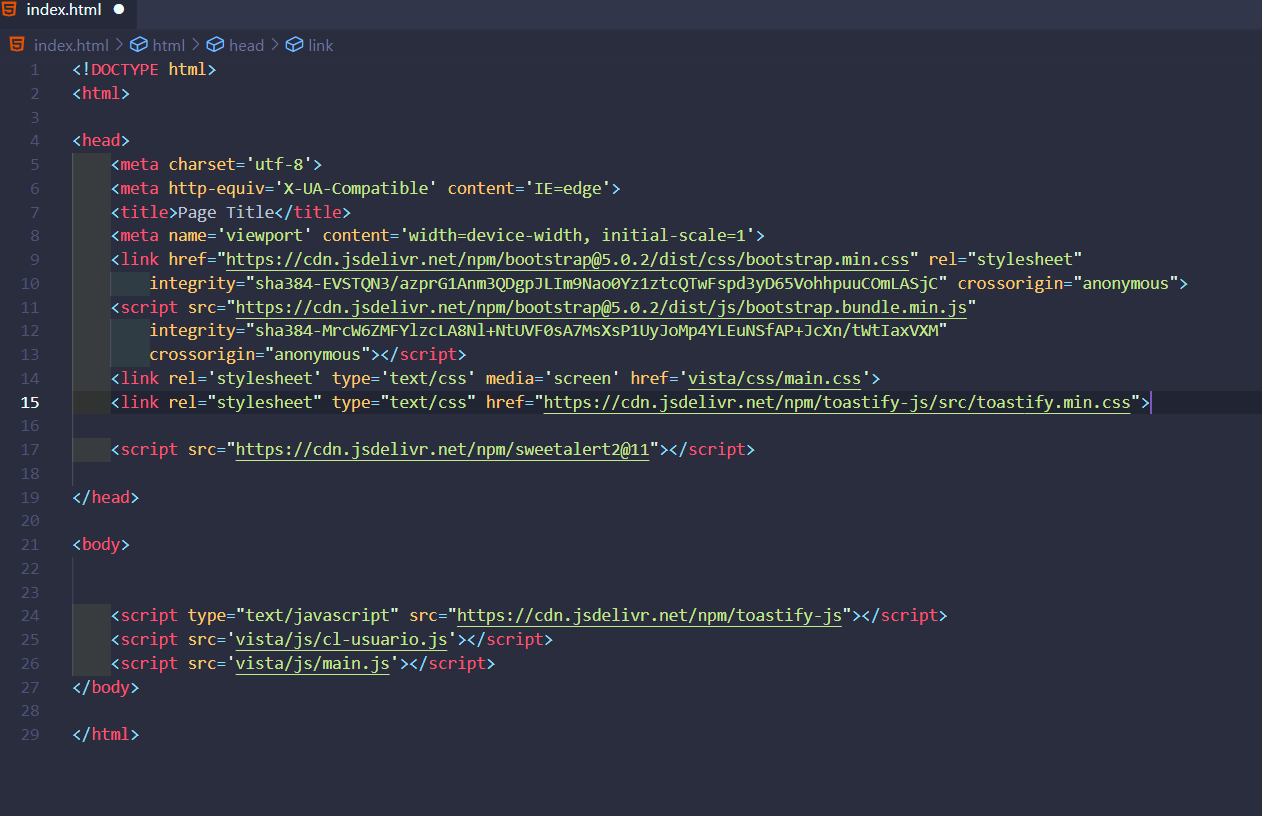 index.html
index.html > html > head > link
1 <!DOCTYPE html>
2 <html>
3
4 <head>
5 <meta charset='utf-8'>
6 <meta http-equiv='X-UA-Compatible' content='IE=edge'>
7 <title>Page Title</title>
8 <meta name='viewport' content='width=device-width, initial-scale=1'>
9 <link href="https://cdn.jsdelivr.net/npm/bootstrap@5.0.2/dist/css/bootstrap.min.css" rel="stylesheet"
10 integrity="sha384-EVSTQN3/azprG1Anm3QDgpJLIm9Nao0Yz1ztcQTwFspd3yD65VohhpuuCOmLASjC" crossorigin="anonymous">
11 <script src="https://cdn.jsdelivr.net/npm/bootstrap@5.0.2/dist/js/bootstrap.bundle.min.js"
12 integrity="sha384-MrcW6ZMFYlzcLA8Nl+NtUVF0sA7MsXsP1UyJoMp4YLEuNSfAP+JcXn/tWtIaxVXM"
13 crossorigin="anonymous"></script>
14 <link rel='stylesheet' type='text/css' media='screen' href='vista/css/main.css'>
15 <link rel="stylesheet" type="text/css" href="https://cdn.jsdelivr.net/npm/toastify-js/src/toastify.min.css">
16
17 <script src="https://cdn.jsdelivr.net/npm/sweetalert2@11"></script>
18
19 </head>
20
21 <body>
22
23
24 <script type="text/javascript" src="https://cdn.jsdelivr.net/npm/toastify-js"></script>
25 <script src='vista/js/cl-usuario.js'></script>
26 <script src='vista/js/main.js'></script>
27 </body>
28
29 </html>